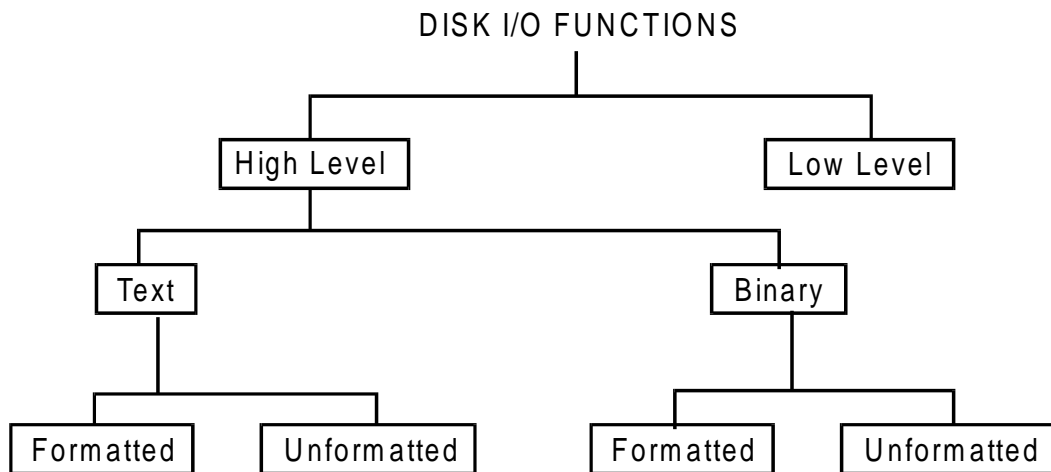 DISK I/O FUNCTIONS
High Level
Low Level
Text
Binary
Formatted
Unformatted
Formatted
Unformatted